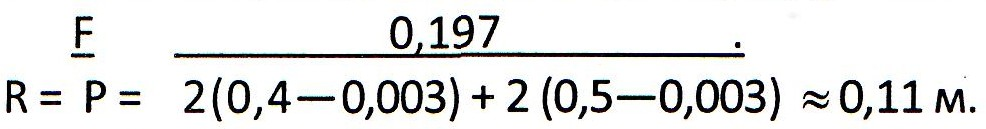 F 0,197 .
R = P = 2(0,4—0,003) + 2 (0,5—0,003) ≈ 0,11 м.